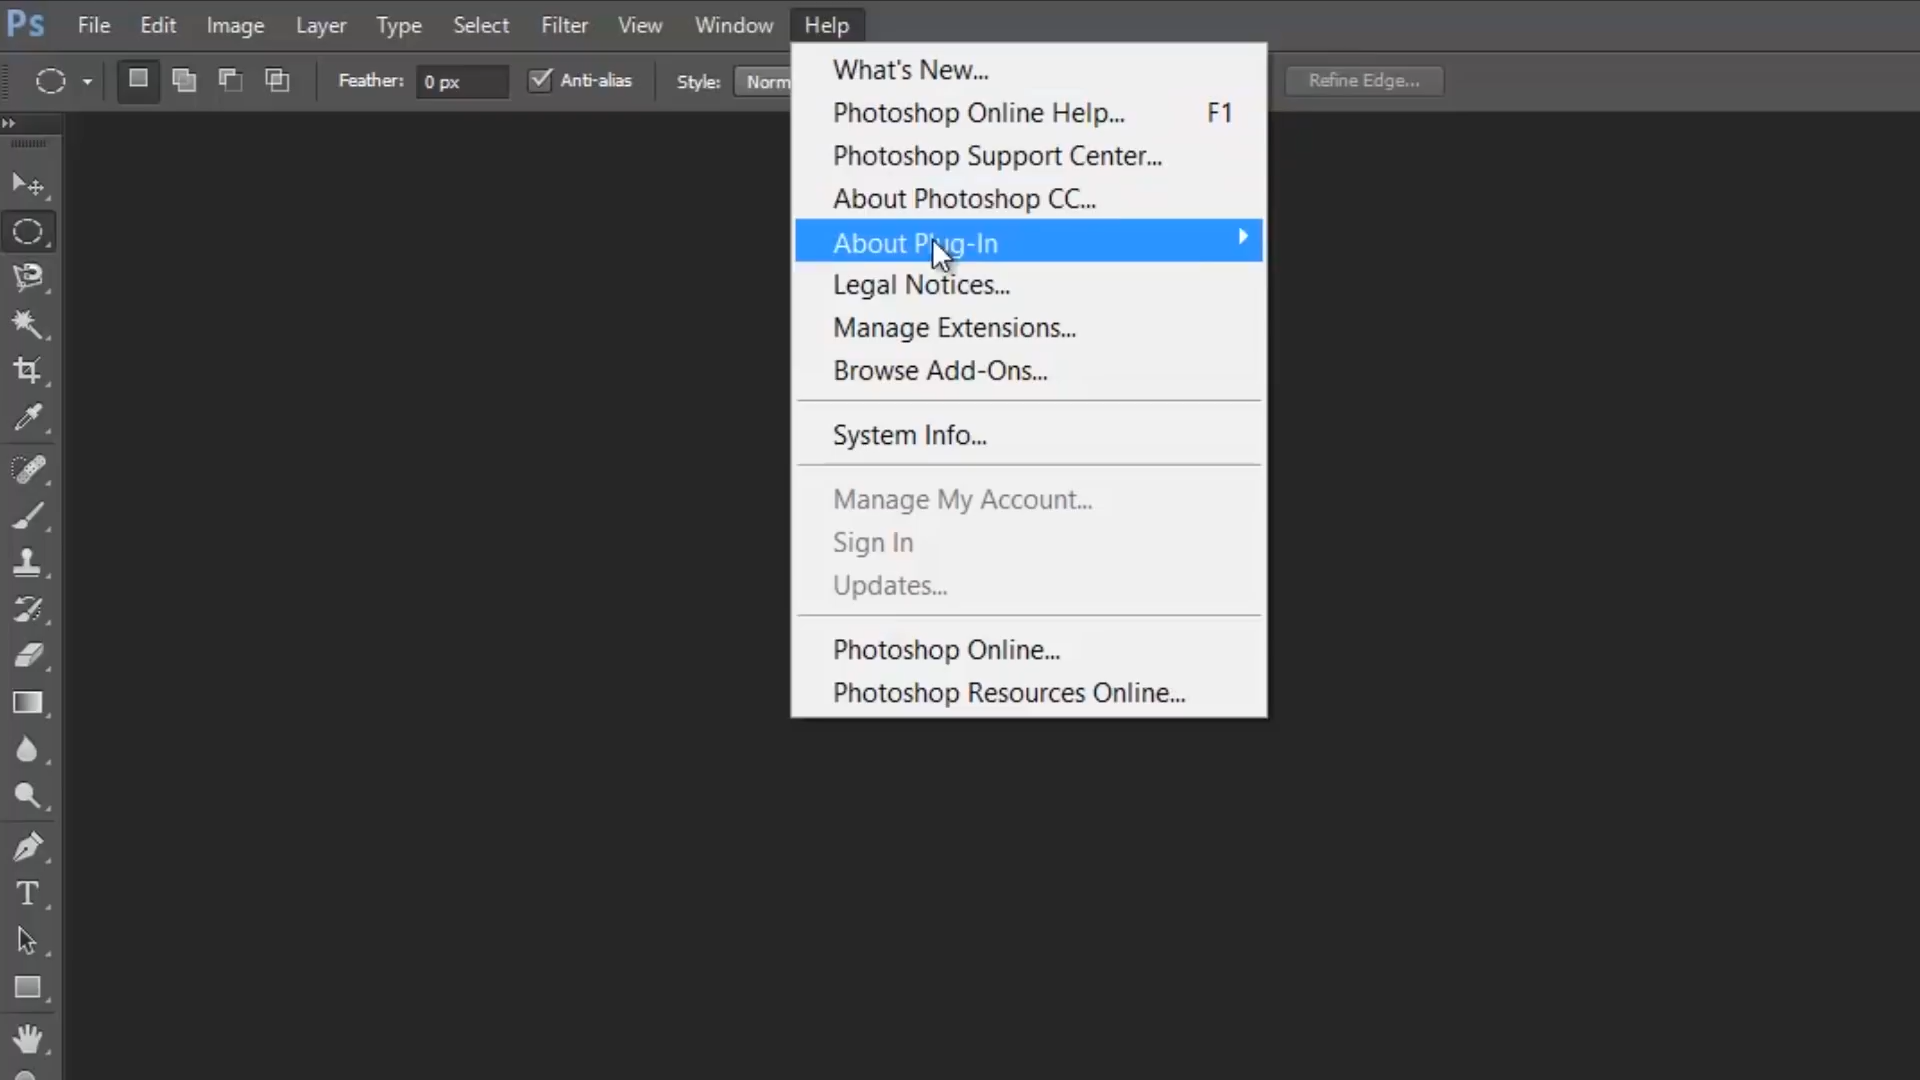 Ps File Edit Image Layer Type Select Filter View Window Help
Feather: 0 px Anti-alias Style: Norm Refine Edge...
What's New...
Photoshop Online Help... F1
Photoshop Support Center...
About Photoshop CC...
About Plug-In
Legal Notices...
Manage Extensions...
Browse Add-Ons...
System Info...
Manage My Account...
Sign In
Updates...
Photoshop Online...
Photoshop Resources Online...
T